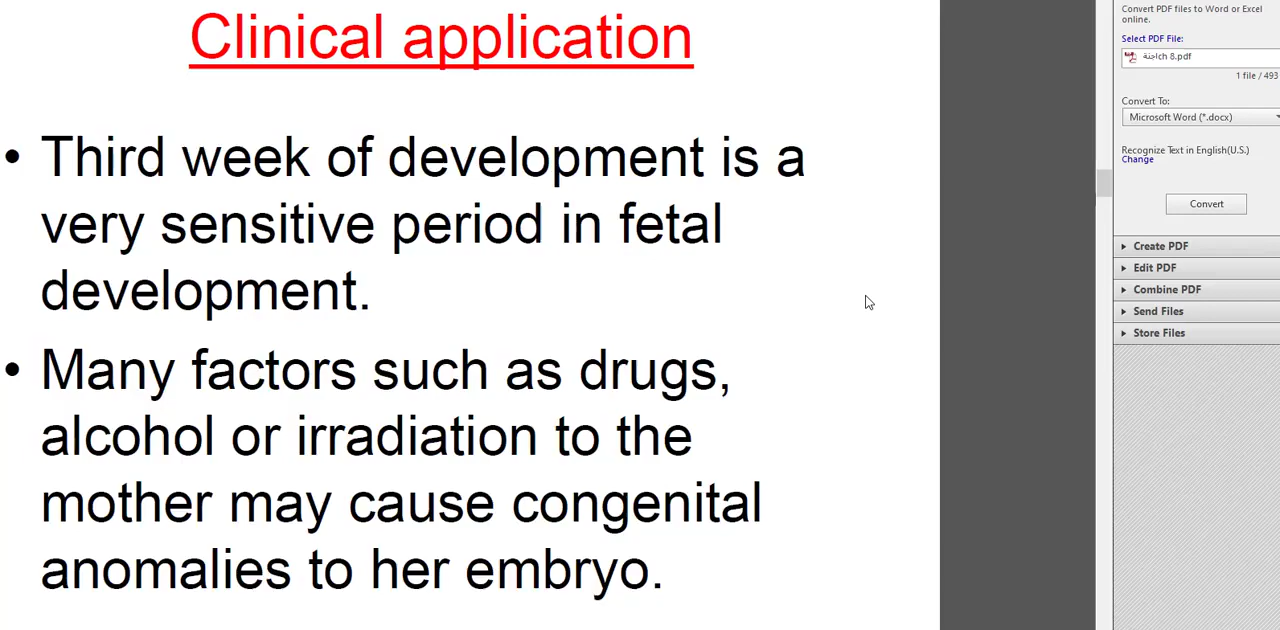 Clinical application
• Third week of development is a
very sensitive period in fetal
development.
• Many factors such as drugs,
alcohol or irradiation to the
mother may cause congenital
anomalies to her embryo.
Convert PDF files to Word or Excel
online.
Select PDF File:
1 file / 493
Convert To:
Microsoft Word (*.docx)
Recognize Text in English(U.S.)
Change
Convert
Create PDF
Edit PDF
Combine PDF
Send Files
Store Files